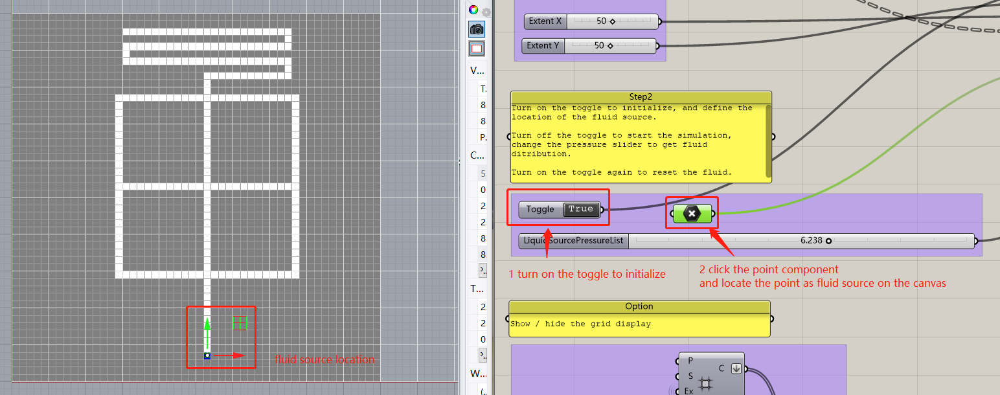 Extent X
50
Extent Y
50
V...
T.
8
8
P.
C...
5
0
2
2
8
8
T...
2
2
0
W...
(.
Step2
Turn on the toggle to initialize, and define the
location of the fluid source.
Turn off the toggle to start the simulation,
change the pressure slider to get fluid
ditribution.
Turn on the toggle again to reset the fluid.
Toggle
True
LiquidSourcePressureList
6.238
1 turn on the toggle to initialize
2 click the point component
and locate the point as fluid source on the canvas
fluid source location
Option
Show / hide the grid display
P
S
Ex
C